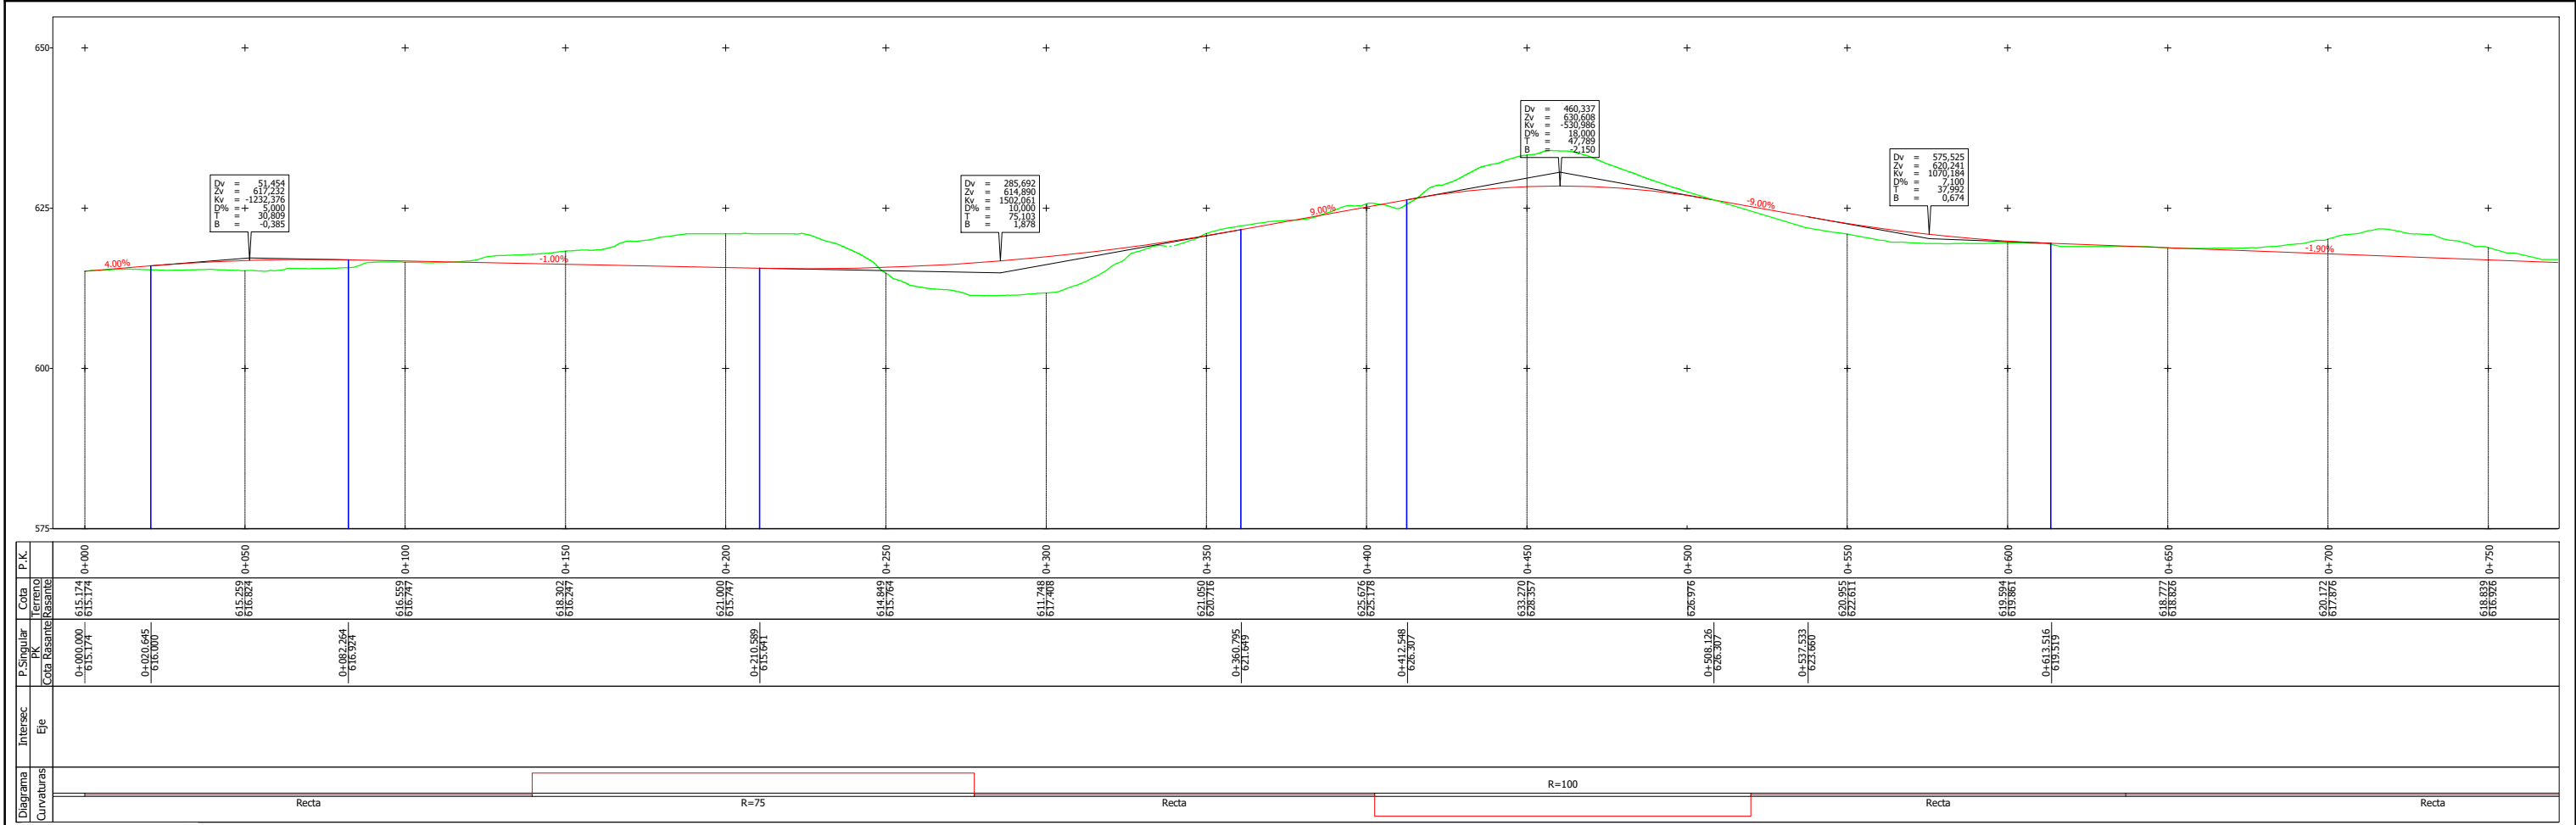 650
625
600
575
Dv = 51,454
Zv = 617,232
Kv = -1232,376
D% = 5,000
T = 30,809
B = -0,385
Dv = 285,692
Zv = 614,890
Kv = 1502,061
D% = 10,000
T = 75,103
B = 1,878
Dv = 460,337
Zv = 630,608
Kv = -530,986
D% = 18,000
T = 47,789
B = -2,150
Dv = 575,525
Zv = 620,241
Kv = 1070,184
D% = 7,100
T = 37,992
B = 0,674
4.00%
-1.00%
9.00%
-9.00%
-1.90%
P.K.
0+000
0+050
0+100
0+150
0+200
0+250
0+300
0+350
0+400
0+450
0+500
0+550
0+600
0+650
0+700
0+750
Cota
Terreno
Rasante
615.174
615.174
615.259
616.824
616.559
616.747
618.302
616.247
621.000
615.747
614.849
615.764
611.748
617.408
621.050
620.716
625.676
625.178
633.270
628.357
626.976
620.955
622.611
619.594
619.861
618.777
618.826
620.172
617.876
618.839
616.926
P.Singular
PK
Cota Rasante
0+000.000
615.174
0+020.645
616.000
0+082.264
616.924
0+210.589
615.641
0+360.795
621.649
0+412.548
626.307
0+508.126
626.307
0+537.533
623.660
0+613.516
619.519
Intersec
Eje
Diagrama
Curvaturas
Recta
R=75
Recta
R=100
Recta
Recta